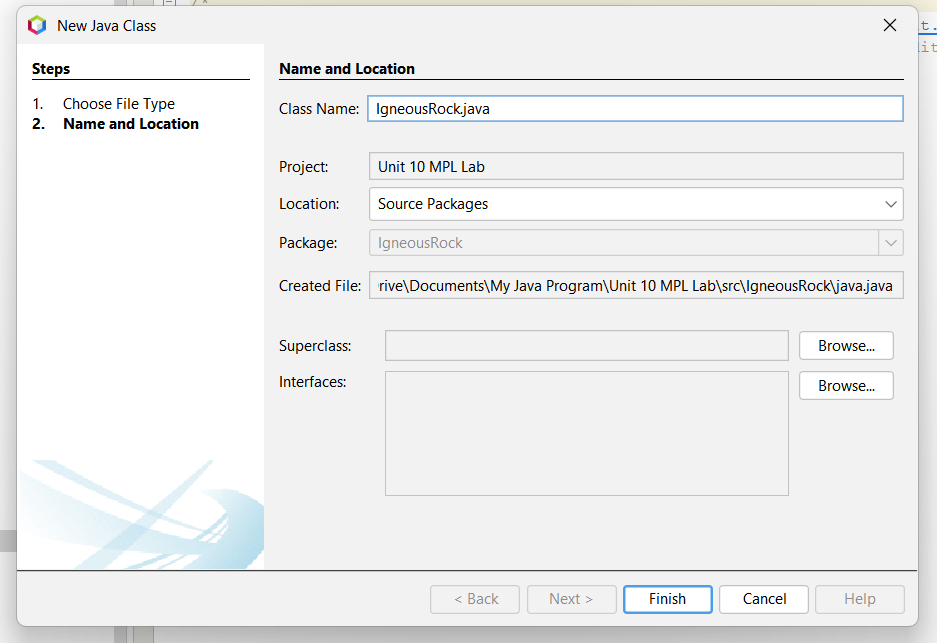 /*
New Java Class
t.
it
Steps
1. Choose File Type
2. Name and Location
Name and Location
Class Name: IgneousRock.java
Project: Unit 10 MPL Lab
Location: Source Packages
Package: IgneousRock
Created File: rive\Documents\My Java Program\Unit 10 MPL Lab\src\IgneousRock\java.java
Superclass: Browse...
Interfaces: Browse...
< Back Next > Finish Cancel Help